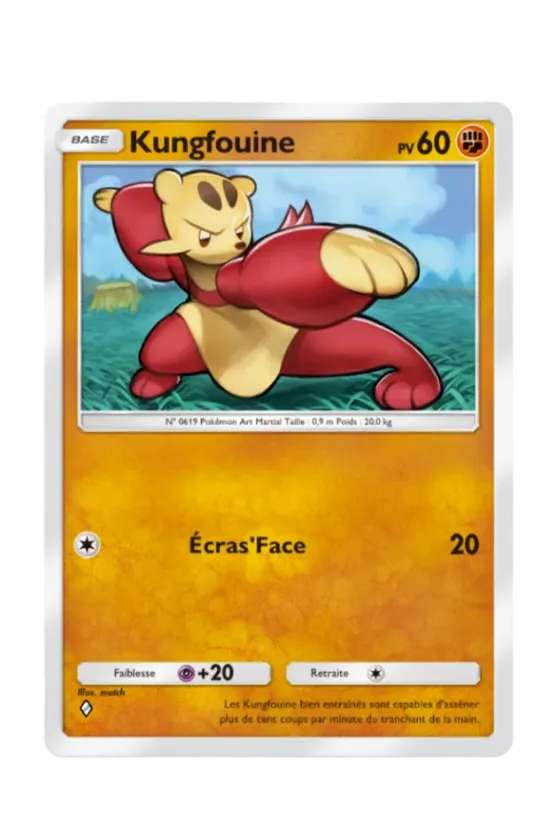 BASE Kungfouine PV 60
N° 0619 Pokémon Art Martial Taille : 0,9 m Poids : 20,0 kg
Écras'Face 20
Faiblesse +20 Retraite
Illus. match
Les Kungfouine bien entraînés sont capables d'asséner
plus de cent coups par minute du tranchant de la main.